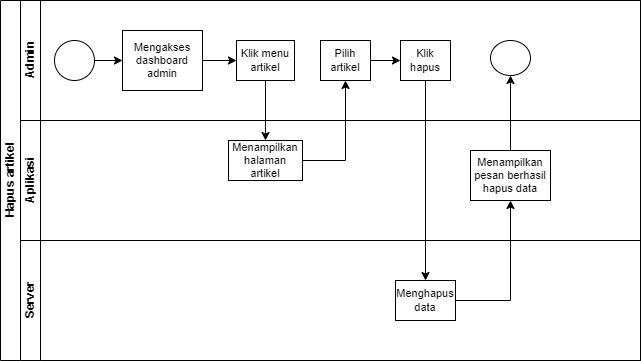 Hapus artikel
Admin
Mengakses
dashboard
admin
Klik menu
artikel
Pilih
artikel
Klik
hapus
Aplikasi
Menampilkan
halaman
artikel
Menampilkan
pesan berhasil
hapus data
Server
Menghapus
data